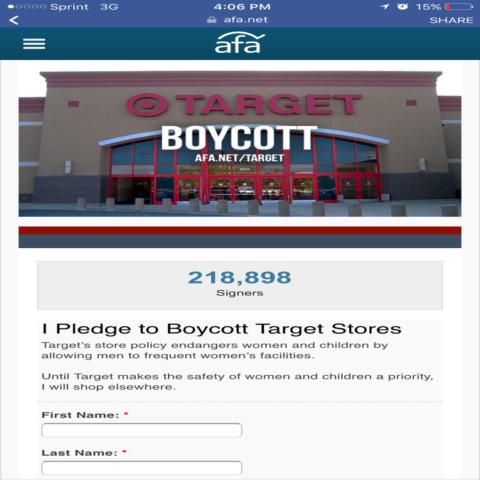 Sprint 3G 4:06 PM 15%
afa.net SHARE
afa
TARGET
BOYCOTT
AFA.NET/TARGET
218,898
Signers
I Pledge to Boycott Target Stores
Target's store policy endangers women and children by
allowing men to frequent women's facilities.
Until Target makes the safety of women and children a priority,
I will shop elsewhere.
First Name: *
Last Name: *